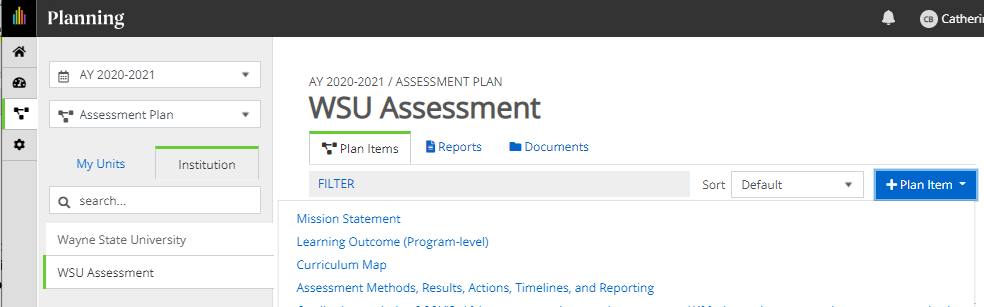 Planning
CB Catheri
AY 2020-2021
Assessment Plan
My Units Institution
search...
Wayne State University
WSU Assessment
AY 2020-2021 / ASSESSMENT PLAN
WSU Assessment
Plan Items Reports Documents
FILTER Sort Default + Plan Item
Mission Statement
Learning Outcome (Program-level)
Curriculum Map
Assessment Methods, Results, Actions, Timelines, and Reporting